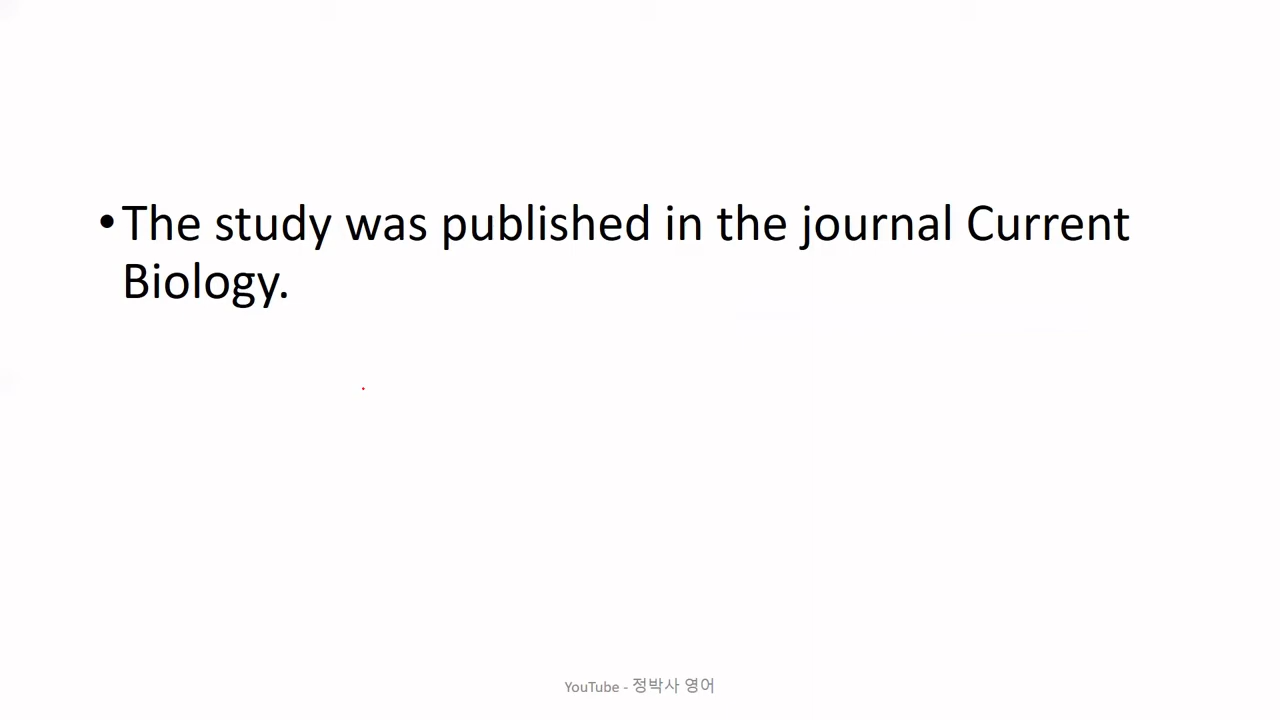 •The study was published in the journal Current
Biology.
YouTube - 정박사 영어